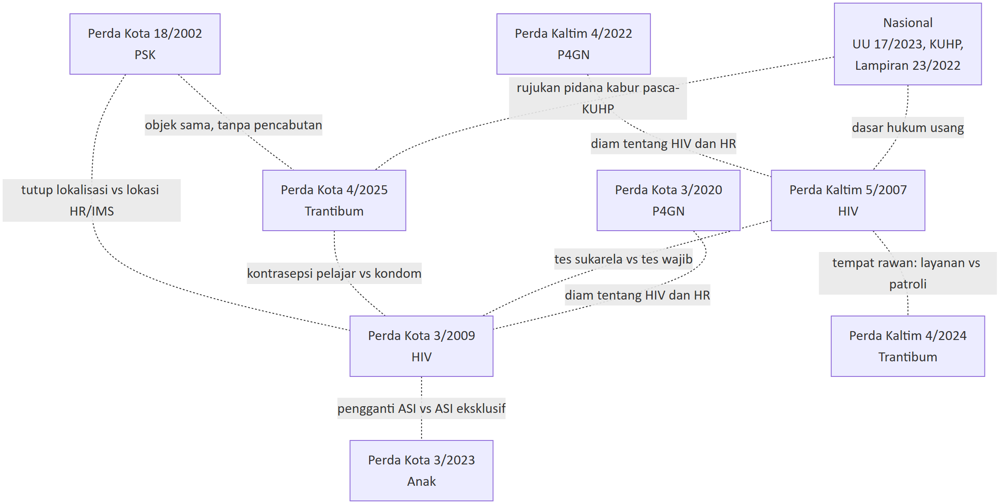 Perda Kota 18/2002
PSK
Perda Kaltim 4/2022
P4GN
Nasional
UU 17/2023, KUHP,
Lampiran 23/2022
rujukan pidana kabur pasca-
KUHP
objek sama, tanpa pencabutan
dasar hukum usang
diam tentang HIV dan HR
tutup lokalisasi vs lokasi
HR/IMS
Perda Kota 4/2025
Trantibum
Perda Kota 3/2020
P4GN
Perda Kaltim 5/2007
HIV
kontrasepsi pelajar vs kondom
tes sukarela vs tes wajib
tempat rawan: layanan vs
patroli
diam tentang HIV dan HR
Perda Kota 3/2009
HIV
Perda Kaltim 4/2024
Trantibum
pengganti ASI vs ASI eksklusif
Perda Kota 3/2023
Anak